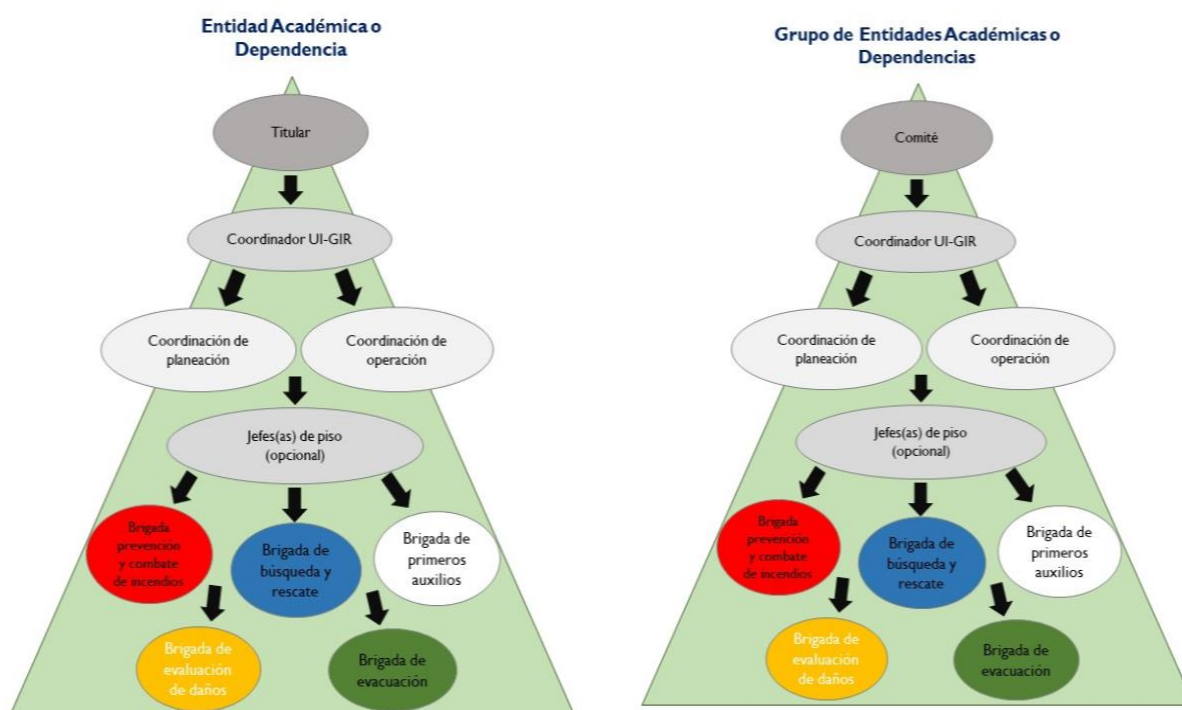 Entidad Académica o
Dependencia
Titular
Coordinador UI-GIR
Coordinación de
planeación
Coordinación de
operación
Jefes(as) de piso
(opcional)
Brigada
prevención
y combate
de incendios
Brigada de
búsqueda y
rescate
Brigada de
primeros
auxilios
Brigada de
evaluación
de daños
Brigada de
evacuación
Grupo de Entidades Académicas o
Dependencias
Comité
Coordinador UI-GIR
Coordinación de
planeación
Coordinación de
operación
Jefes(as) de piso
(opcional)
Brigada
prevención
y combate
de incendios
Brigada de
búsqueda y
rescate
Brigada de
primeros
auxilios
Brigada de
evaluación
de daños
Brigada de
evacuación